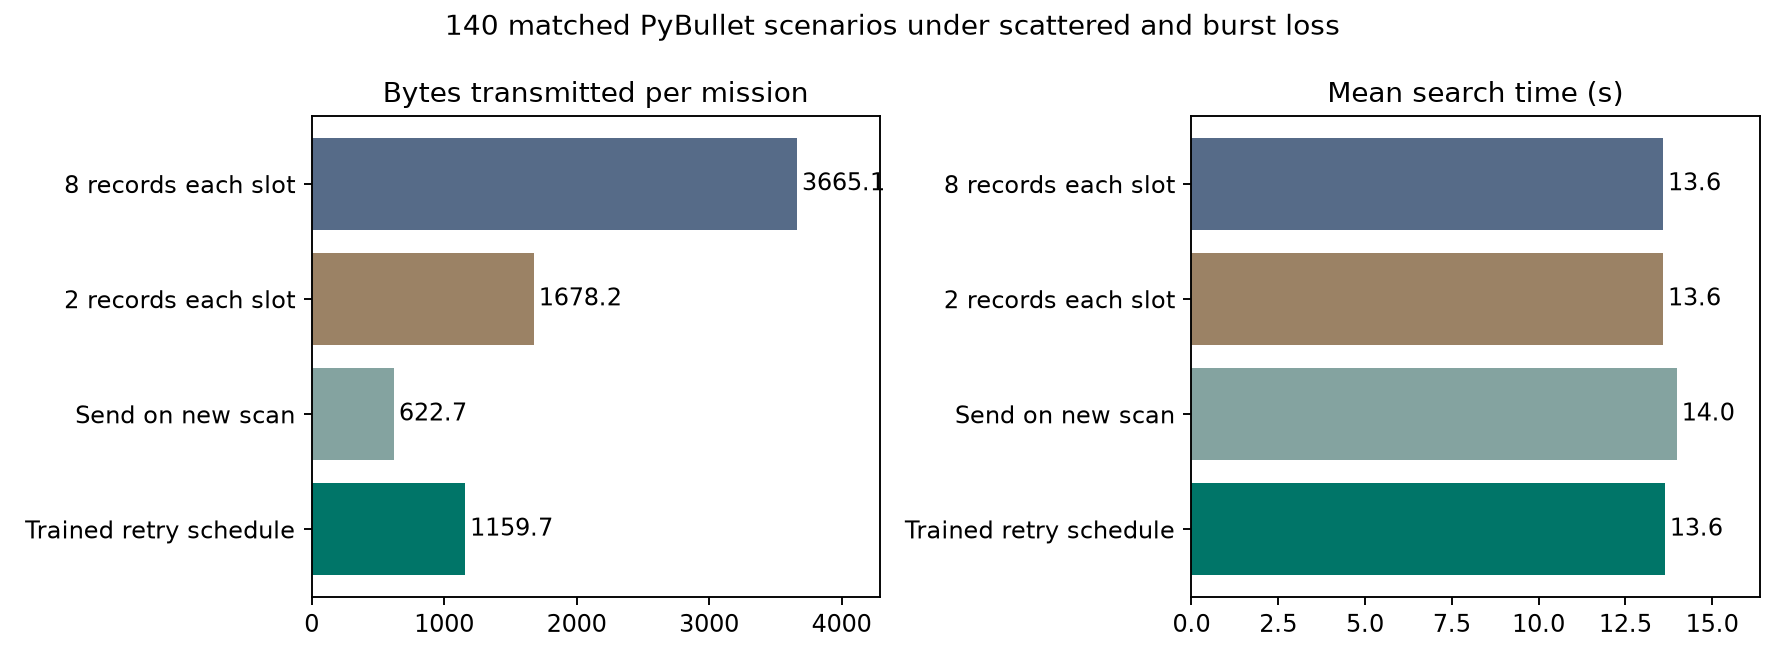 140 matched PyBullet scenarios under scattered and burst loss
Bytes transmitted per mission
8 records each slot
3665.1
2 records each slot
1678.2
Send on new scan
622.7
Trained retry schedule
1159.7
0 1000 2000 3000 4000
Mean search time (s)
8 records each slot
13.6
2 records each slot
13.6
Send on new scan
14.0
Trained retry schedule
13.6
0.0 2.5 5.0 7.5 10.0 12.5 15.0